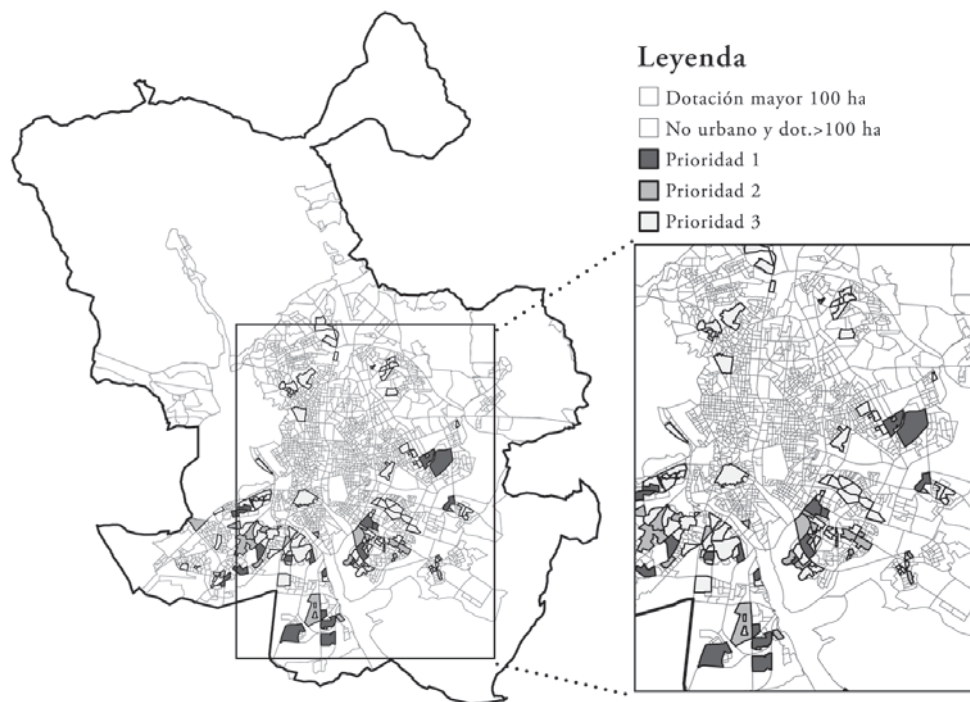 Leyenda
Dotación mayor 100 ha
No urbano y dot.>100 ha
Prioridad 1
Prioridad 2
Prioridad 3